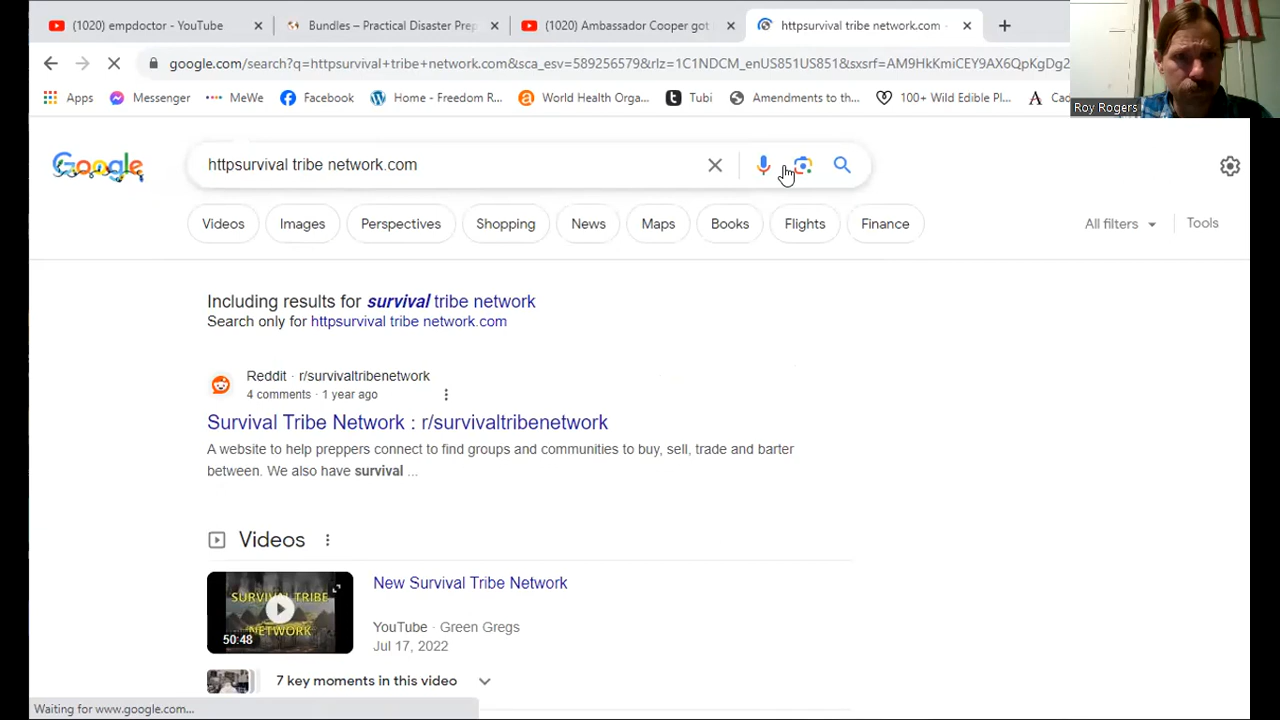 (1020) empdoctor - YouTube
Bundles – Practical Disaster Prep
(1020) Ambassador Cooper got
httpsurvival tribe network.com -
google.com/search?q=httpsurvival+tribe+network.com&sca_esv=589256579&rlz=1C1NDCM_enUS851US851&sxsrf=AM9HkKmiCEY9AX6QpKgDg2
Apps
Messenger
MeWe
Facebook
Home - Freedom R...
World Health Orga...
Tubi
Amendments to th...
100+ Wild Edible Pl...
Cad
Roy Rogers
Google
httpsurvival tribe network.com
Videos
Images
Perspectives
Shopping
News
Maps
Books
Flights
Finance
All filters
Tools
Including results for survival tribe network
Search only for httpsurvival tribe network.com
Reddit · r/survivaltribenetwork
4 comments · 1 year ago
Survival Tribe Network : r/survivaltribenetwork
A website to help preppers connect to find groups and communities to buy, sell, trade and barter
between. We also have survival ...
Videos
SURVIVAL TRIBE
NETWORK
50:48
New Survival Tribe Network
YouTube · Green Gregs
Jul 17, 2022
7 key moments in this video
Waiting for www.google.com...